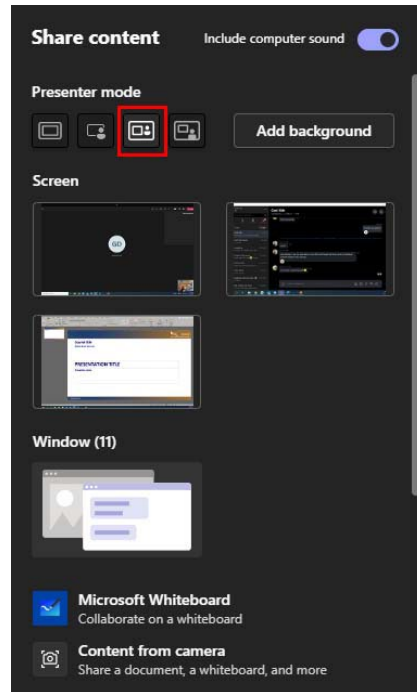 Share content
Include computer sound
Presenter mode
Add background
Screen
GD
PRESENTATION TITLE
Window (11)
Microsoft Whiteboard
Collaborate on a whiteboard
Content from camera
Share a document, a whiteboard, and more